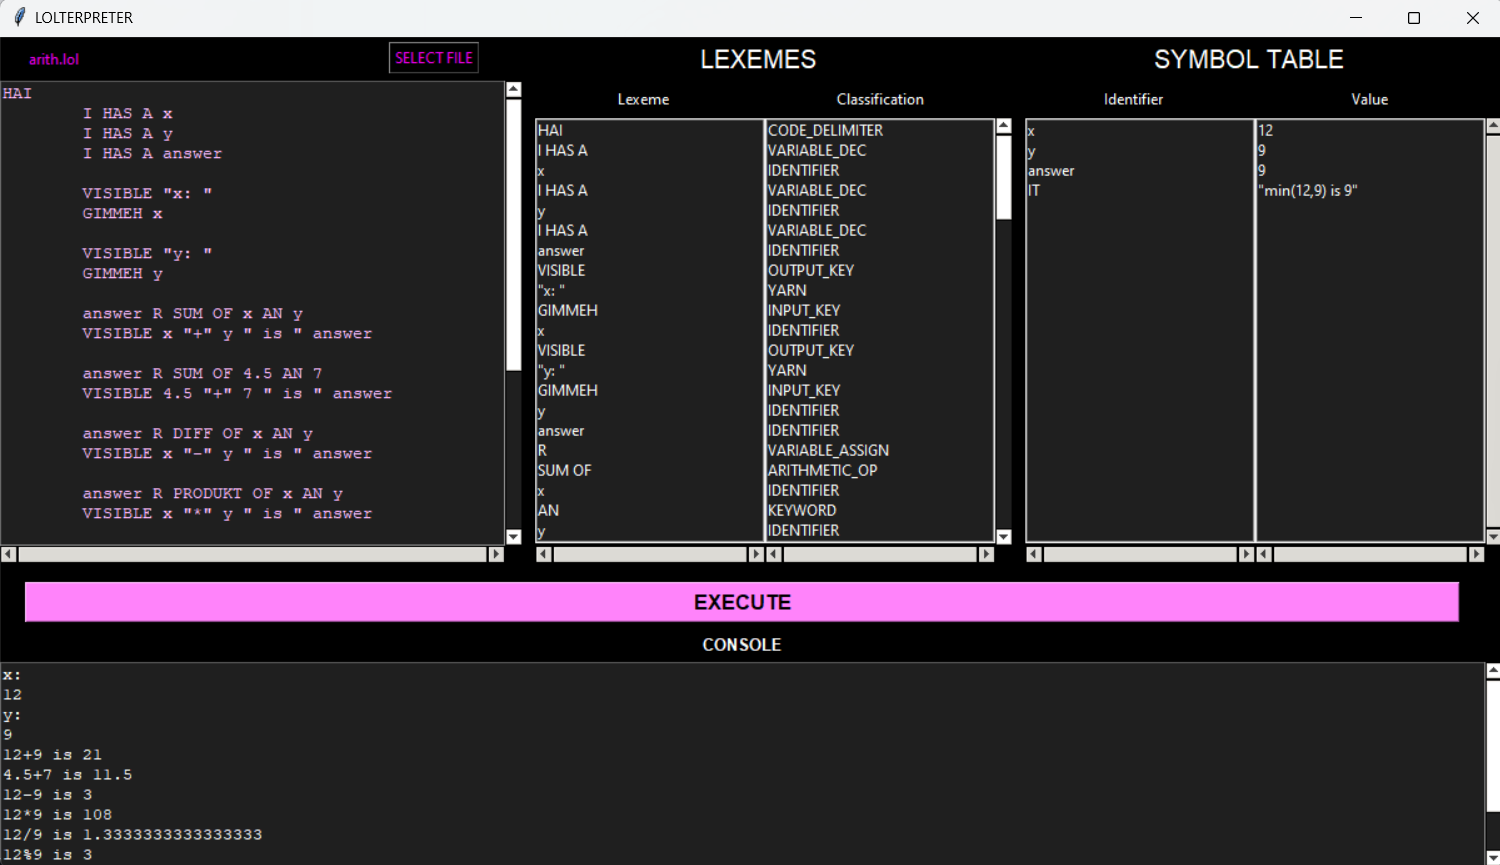 LOLTERPRETER
arith.lol
SELECT FILE
HAI
I HAS A x
I HAS A y
I HAS A answer
VISIBLE "x: "
GIMMEH x
VISIBLE "y: "
GIMMEH y
answer R SUM OF x AN y
VISIBLE x "+" y " is " answer
answer R SUM OF 4.5 AN 7
VISIBLE 4.5 "+" 7 " is " answer
answer R DIFF OF x AN y
VISIBLE x "-" y " is " answer
answer R PRODUKT OF x AN y
VISIBLE x "*" y " is " answer
LEXEMES
Lexeme Classification
HAI CODE_DELIMITER
I HAS A VARIABLE_DEC
x IDENTIFIER
I HAS A VARIABLE_DEC
y IDENTIFIER
I HAS A VARIABLE_DEC
answer IDENTIFIER
VISIBLE OUTPUT_KEY
"x: " YARN
GIMMEH INPUT_KEY
x IDENTIFIER
VISIBLE OUTPUT_KEY
"y: " YARN
GIMMEH INPUT_KEY
y IDENTIFIER
answer IDENTIFIER
R VARIABLE_ASSIGN
SUM OF ARITHMETIC_OP
x IDENTIFIER
AN KEYWORD
y IDENTIFIER
SYMBOL TABLE
Identifier Value
x 12
y 9
answer 9
IT "min(12,9) is 9"
EXECUTE
CONSOLE
x:
12
y:
9
12+9 is 21
4.5+7 is 11.5
12-9 is 3
12*9 is 108
12/9 is 1.3333333333333333
12%9 is 3